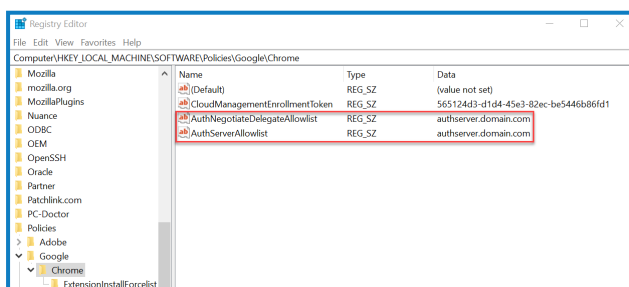 Registry Editor
File Edit View Favorites Help
Computer\HKEY_LOCAL_MACHINE\SOFTWARE\Policies\Google\Chrome
Mozilla
mozilla.org
MozillaPlugins
Nuance
ODBC
OEM
OpenSSH
Oracle
Partner
Patchlink.com
PC-Doctor
Policies
Adobe
Google
Chrome
ExtensionInstallForcelist
Name Type Data
(Default) REG_SZ (value not set)
CloudManagementEnrollmentToken REG_SZ 565124d3-d1d4-45e3-82ec-be5446b86fd1
AuthNegotiateDelegateAllowlist REG_SZ authserver.domain.com
AuthServerAllowlist REG_SZ authserver.domain.com